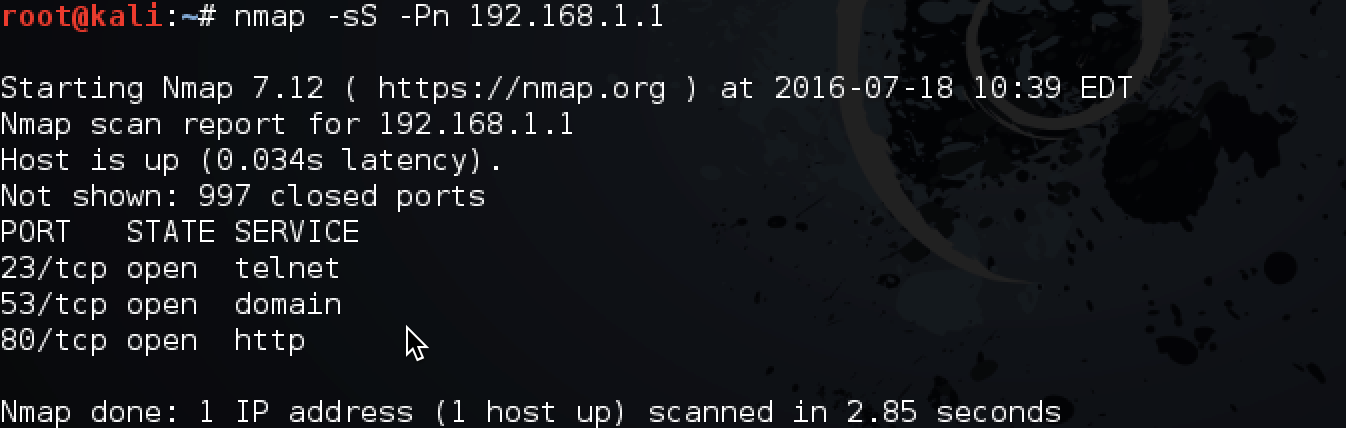 root@kali:~# nmap -sS -Pn 192.168.1.1
Starting Nmap 7.12 ( https://nmap.org ) at 2016-07-18 10:39 EDT
Nmap scan report for 192.168.1.1
Host is up (0.034s latency).
Not shown: 997 closed ports
PORT   STATE SERVICE
23/tcp open  telnet
53/tcp open  domain
80/tcp open  http
Nmap done: 1 IP address (1 host up) scanned in 2.85 seconds